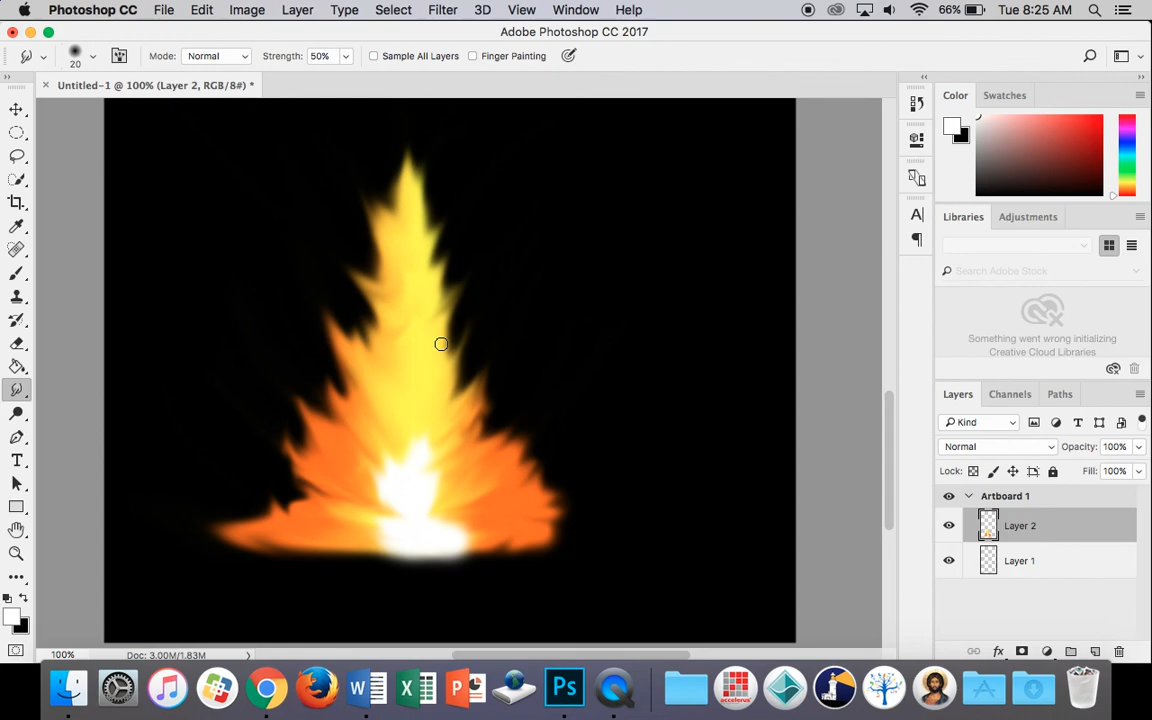 Photoshop CC File Edit Image Layer Type Select Filter 3D View Window Help 66% Tue 8:25 AM
Adobe Photoshop CC 2017
20 Mode: Normal Strength: 50% Sample All Layers Finger Painting
Untitled-1 @ 100% (Layer 2, RGB/8#) *
Color Swatches
Libraries Adjustments
Search Adobe Stock
Something went wrong initializing
Creative Cloud Libraries
Layers Channels Paths
Kind
Normal Opacity: 100%
Lock: Fill: 100%
Artboard 1
Layer 2
Layer 1
100% Doc: 3.00M/1.83M
Ps
accelerus